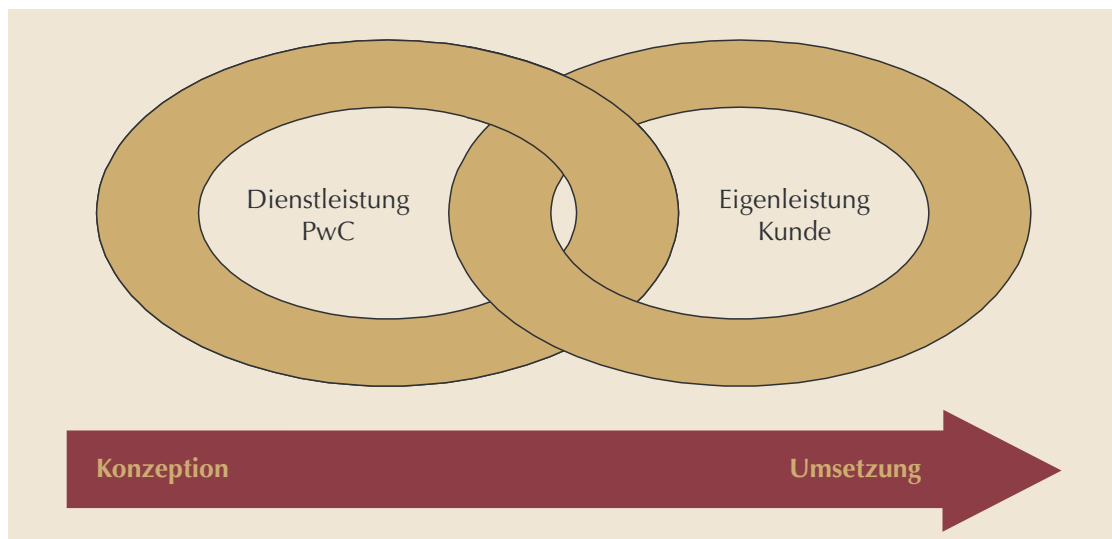 Dienstleistung
PwC
Eigenleistung
Kunde
Konzeption
Umsetzung